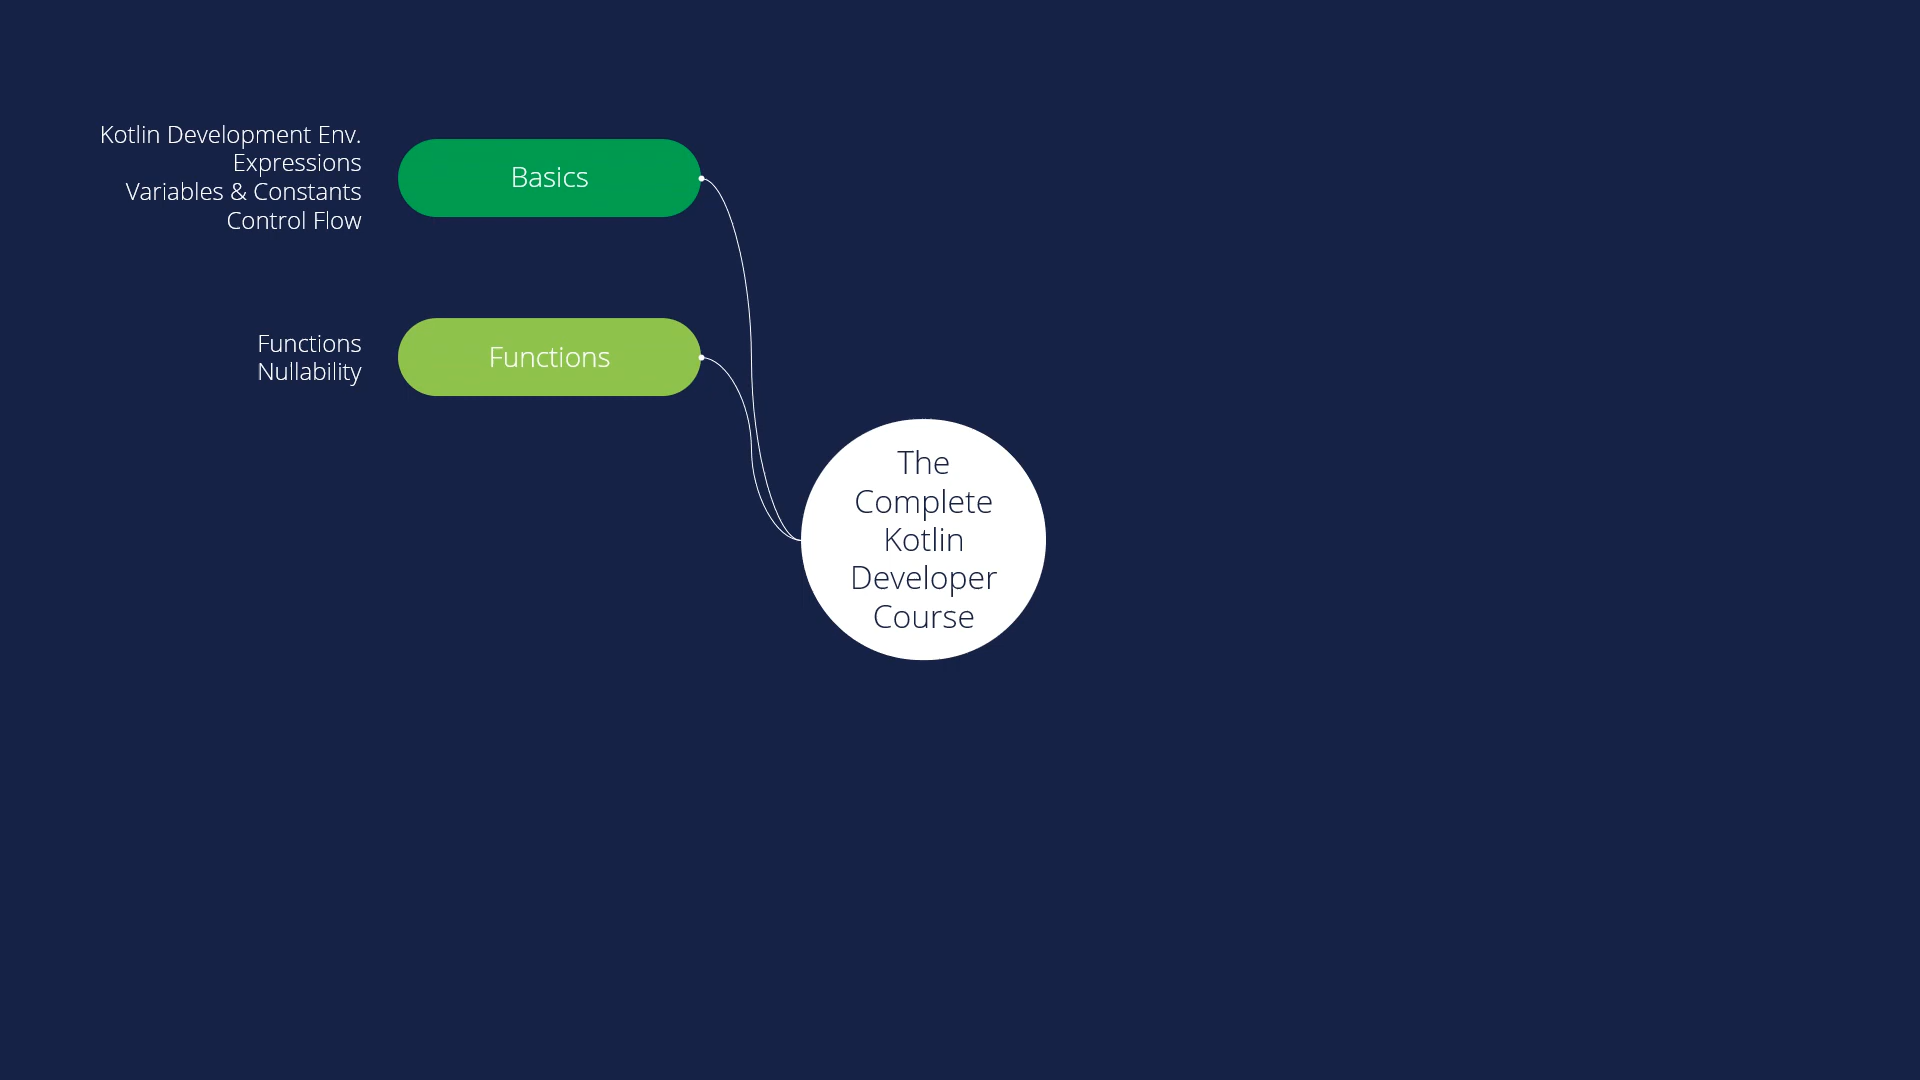 Kotlin Development Env.
Expressions
Variables & Constants
Control Flow
Basics
Functions
Nullability
Functions
The
Complete
Kotlin
Developer
Course